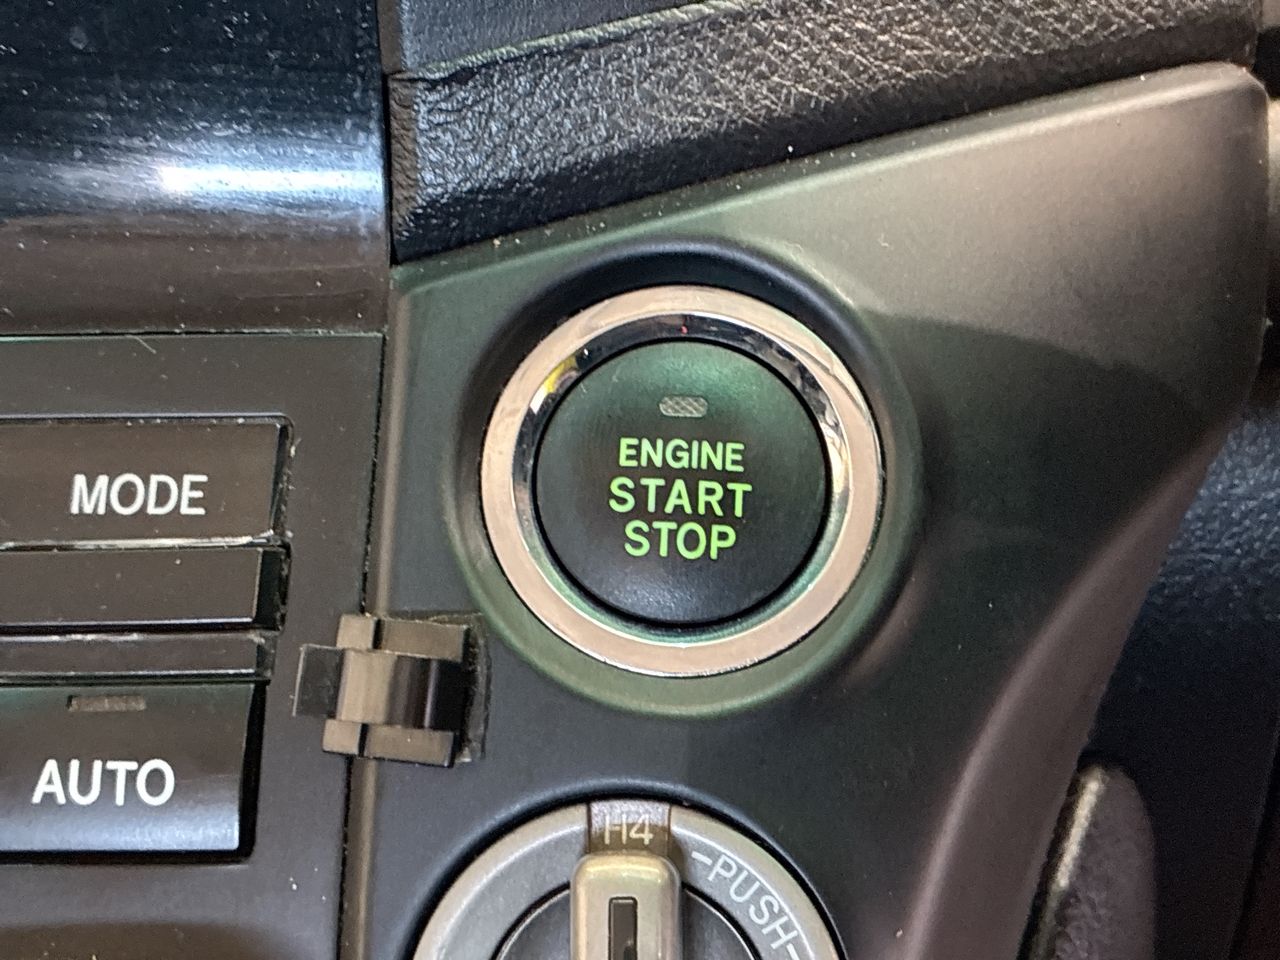 ENGINE
START
STOP
MODE
AUTO
H4
-PUSH-